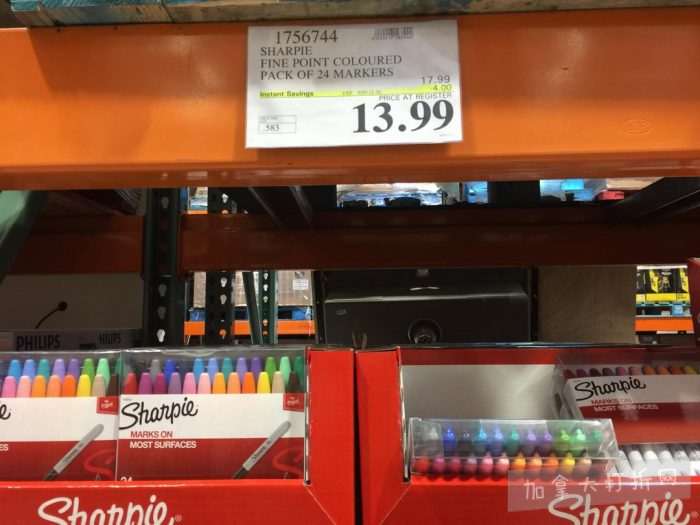 1756744
SHARPIE
FINE POINT COLOURED
PACK OF 24 MARKERS
17.99
Instant Savings
-4.00
PRICE AT REGISTER
13.99
.583
PHILIPS
PHILIPS
Sharpie
MARKS ON
MOST SURFACES
24
Sharpie
MARKS ON
MOST SURFACES
Sharpie
Sharpie
加拿大打折网